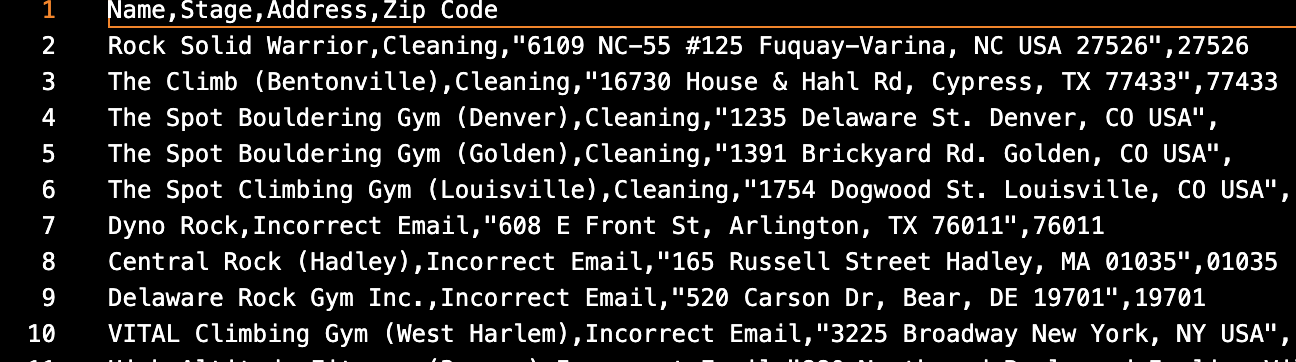 1 Name,Stage,Address,Zip Code
2 Rock Solid Warrior,Cleaning,"6109 NC-55 #125 Fuquay-Varina, NC USA 27526",27526
3 The Climb (Bentonville),Cleaning,"16730 House & Hahl Rd, Cypress, TX 77433",77433
4 The Spot Bouldering Gym (Denver),Cleaning,"1235 Delaware St. Denver, CO USA",
5 The Spot Bouldering Gym (Golden),Cleaning,"1391 Brickyard Rd. Golden, CO USA",
6 The Spot Climbing Gym (Louisville),Cleaning,"1754 Dogwood St. Louisville, CO USA",
7 Dyno Rock,Incorrect Email,"608 E Front St, Arlington, TX 76011",76011
8 Central Rock (Hadley),Incorrect Email,"165 Russell Street Hadley, MA 01035",01035
9 Delaware Rock Gym Inc.,Incorrect Email,"520 Carson Dr, Bear, DE 19701",19701
10 VITAL Climbing Gym (West Harlem),Incorrect Email,"3225 Broadway New York, NY USA",